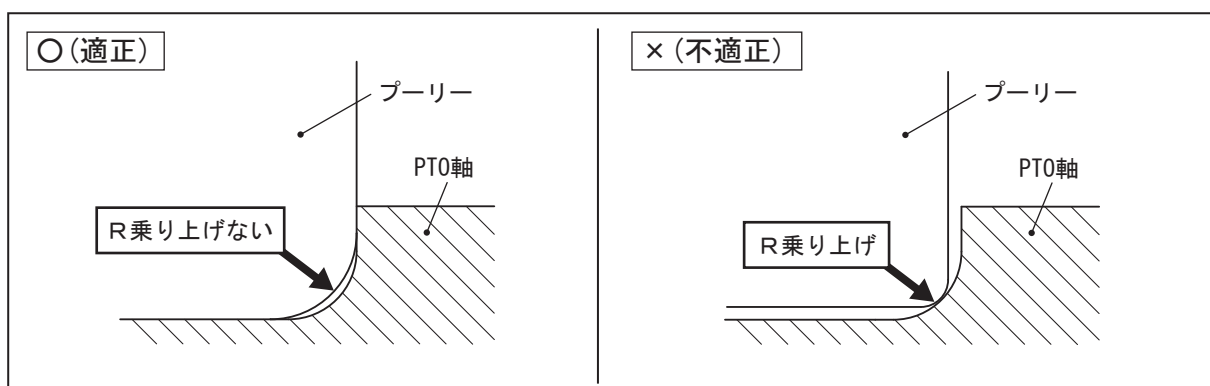 ○(適正)
プーリー
PTO軸
R乗り上げない
×(不適正)
プーリー
PTO軸
R乗り上げ